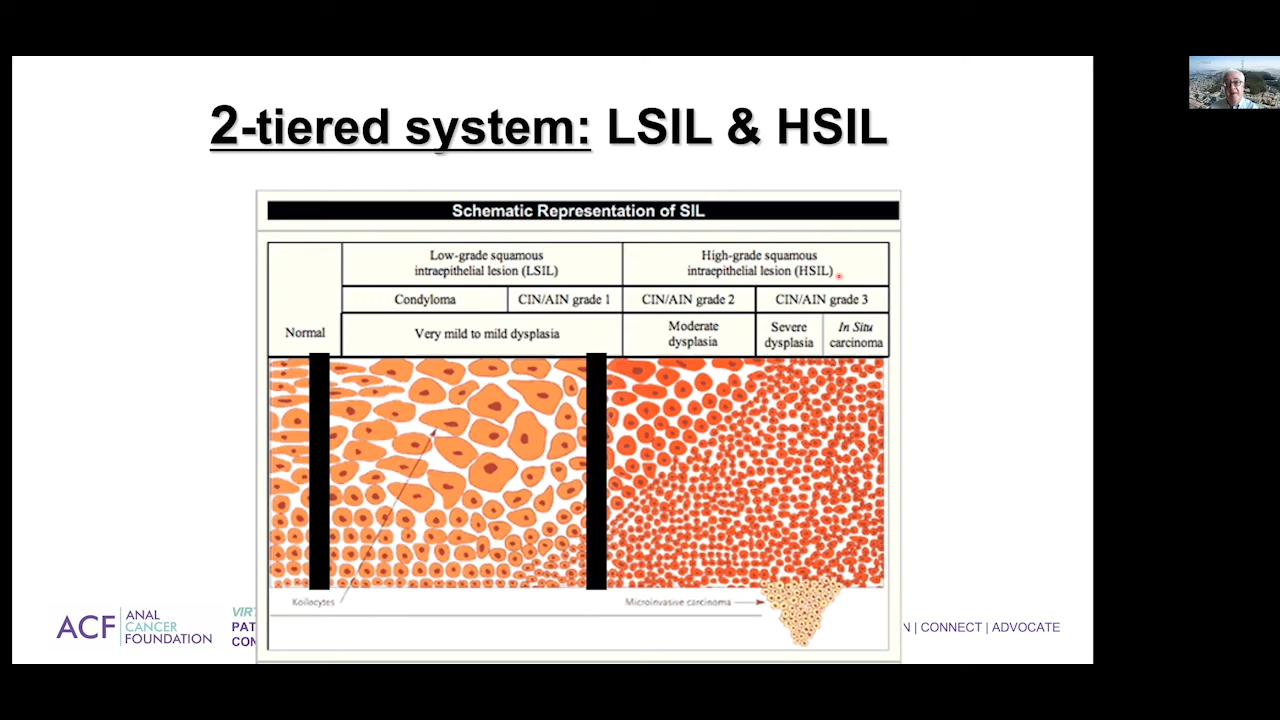 2-tiered system: LSIL & HSIL
Schematic Representation of SIL
Low-grade squamous
intraepithelial lesion (LSIL)
High-grade squamous
intraepithelial lesion (HSIL)
Condyloma
CIN/AIN grade 1
CIN/AIN grade 2
CIN/AIN grade 3
Normal
Very mild to mild dysplasia
Moderate
dysplasia
Severe
dysplasia
In Situ
carcinoma
Koilocytes
Microinvasive carcinoma
ACF
ANAL
CANCER
FOUNDATION
VIRT
PAT
CON
N | CONNECT | ADVOCATE